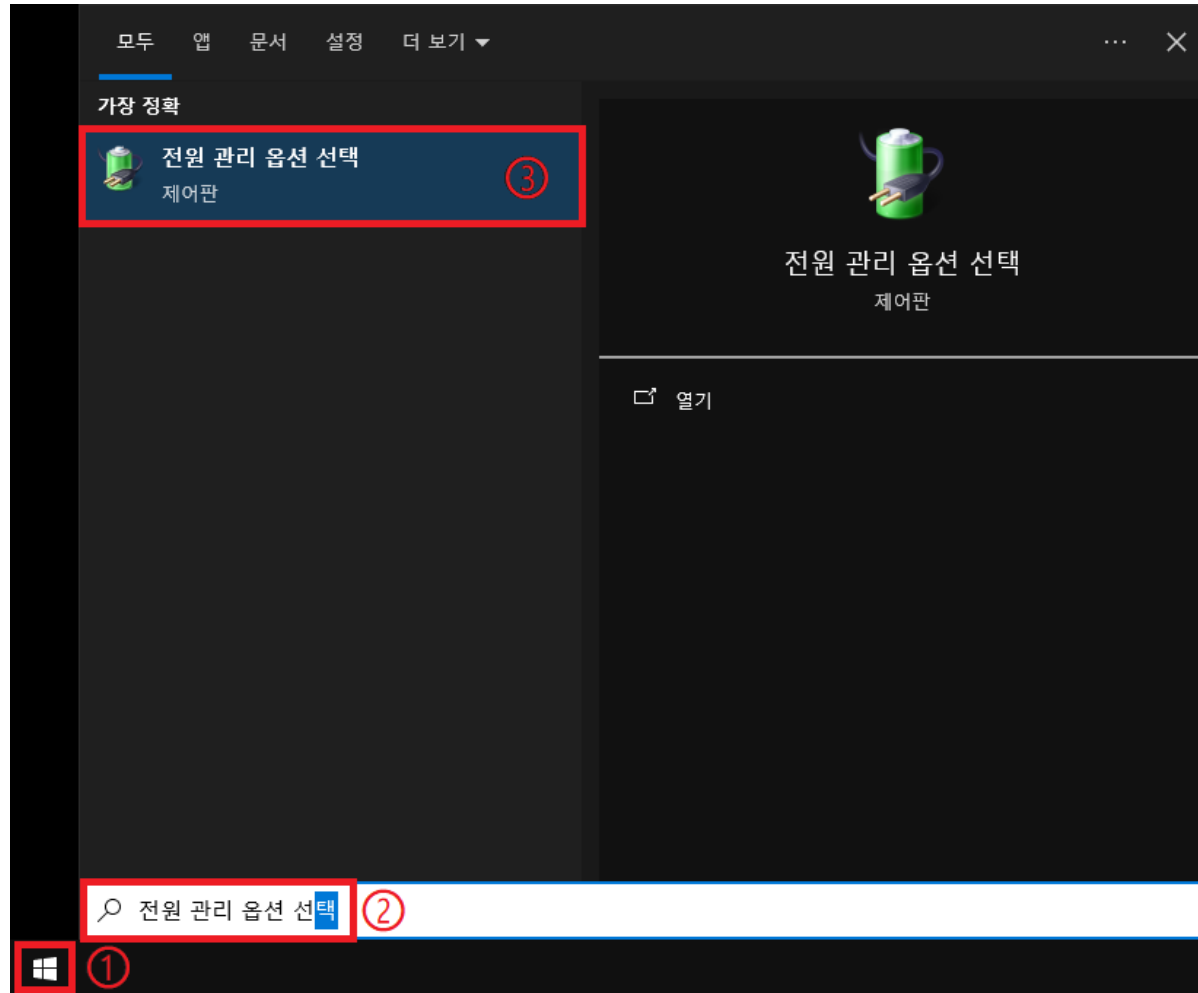 모두 앱 문서 설정 더 보기 ▼ ···
가장 정확
전원 관리 옵션 선택
제어판
③
전원 관리 옵션 선택
제어판
열기
전원 관리 옵션 선택 ②
①